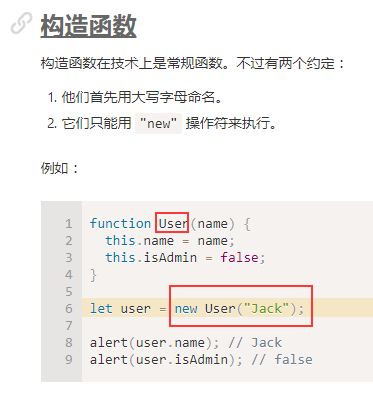 构造函数
构造函数在技术上是常规函数。不过有两个约定：
1. 他们首先用大写字母命名。
2. 它们只能用 "new" 操作符来执行。
例如：
1 function User(name) {
2   this.name = name;
3   this.isAdmin = false;
4 }
5
6 let user = new User("Jack");
7
8 alert(user.name); // Jack
9 alert(user.isAdmin); // false